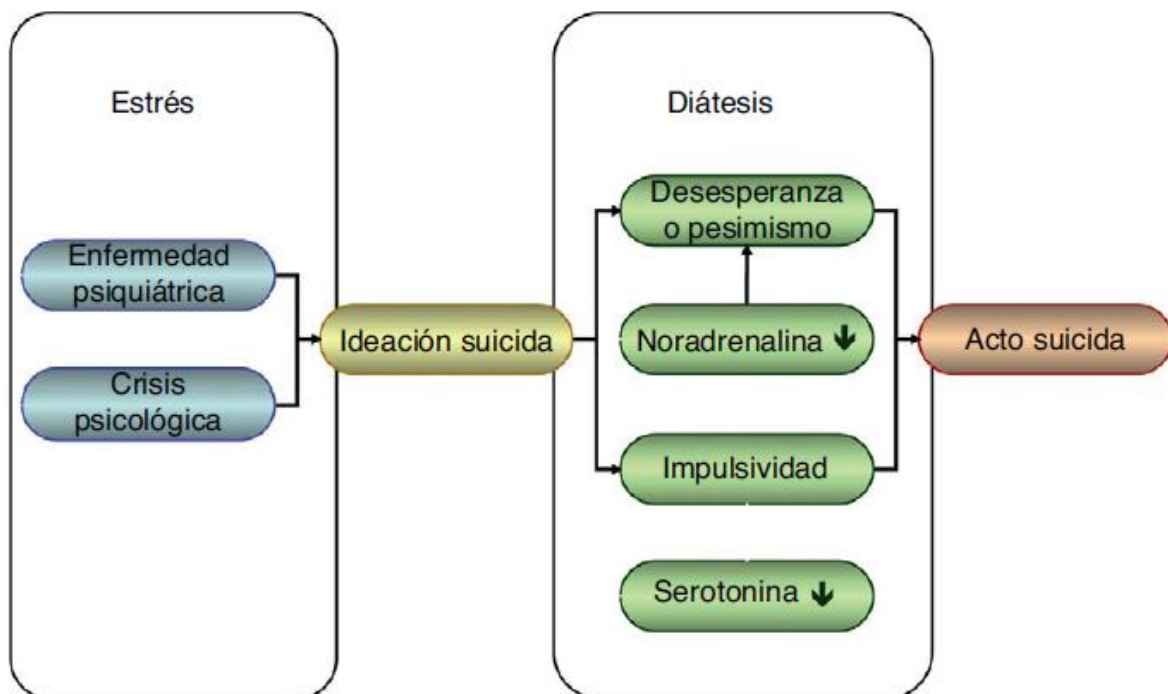 Estrés
Enfermedad
psiquiátrica
Crisis
psicológica
Ideación suicida
Diátesis
Desesperanza
o pesimismo
Noradrenalina
Impulsividad
Serotonina
Acto suicida